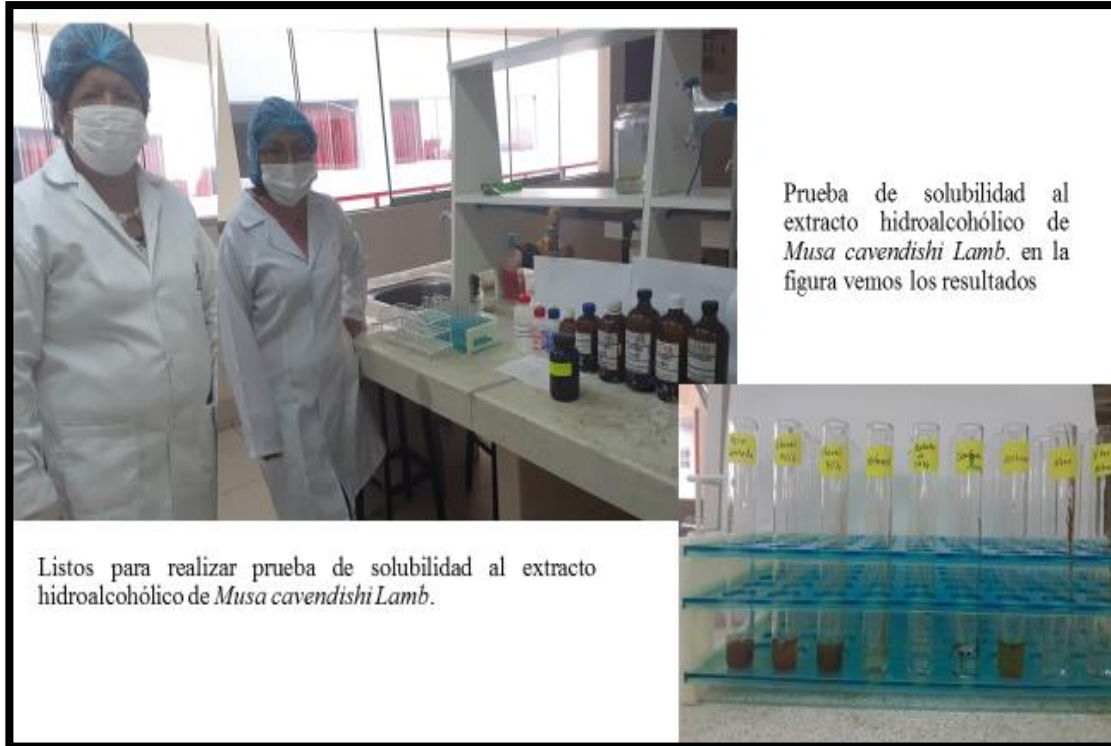 Prueba de solubilidad al
extracto hidroalcohólico de
Musa cavendishi Lamb. en la
figura vemos los resultados
Listos para realizar prueba de solubilidad al extracto
hidroalcohólico de Musa cavendishi Lamb.